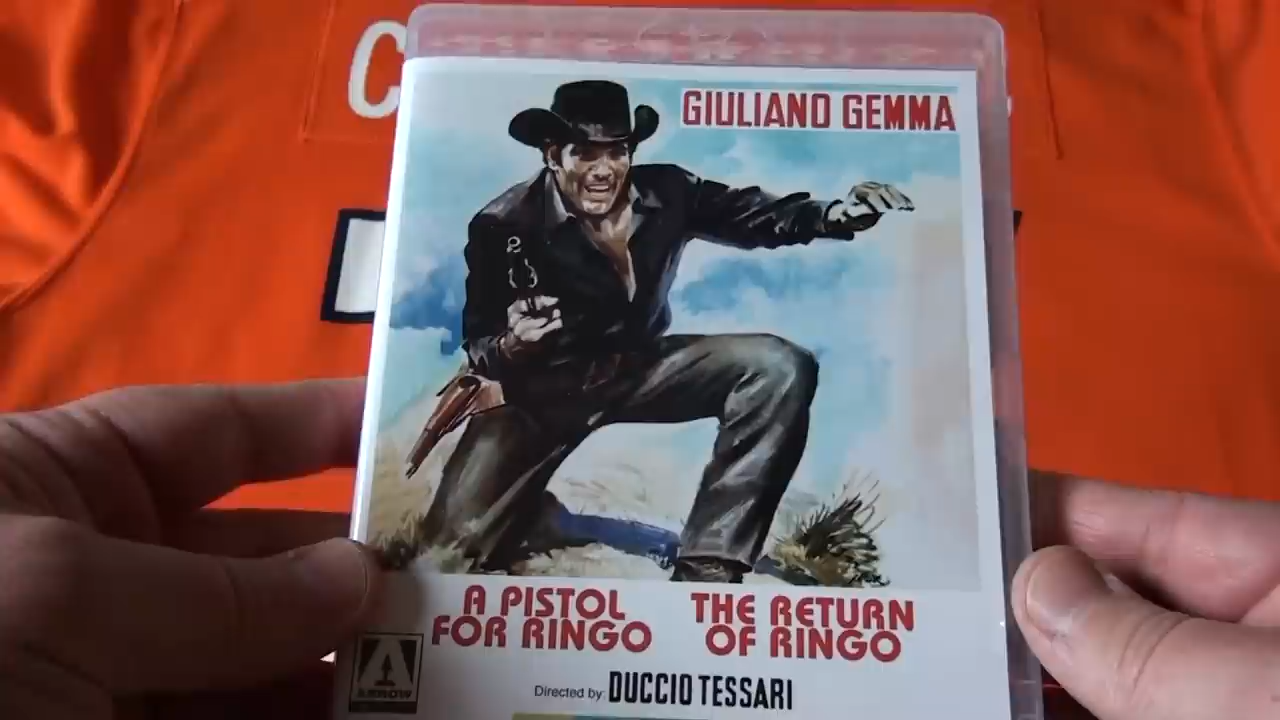 C
GIULIANO GEMMA
A PISTOL
FOR RINGO
THE RETURN
OF RINGO
A
ARROW
Directed by: DUCCIO TESSARI